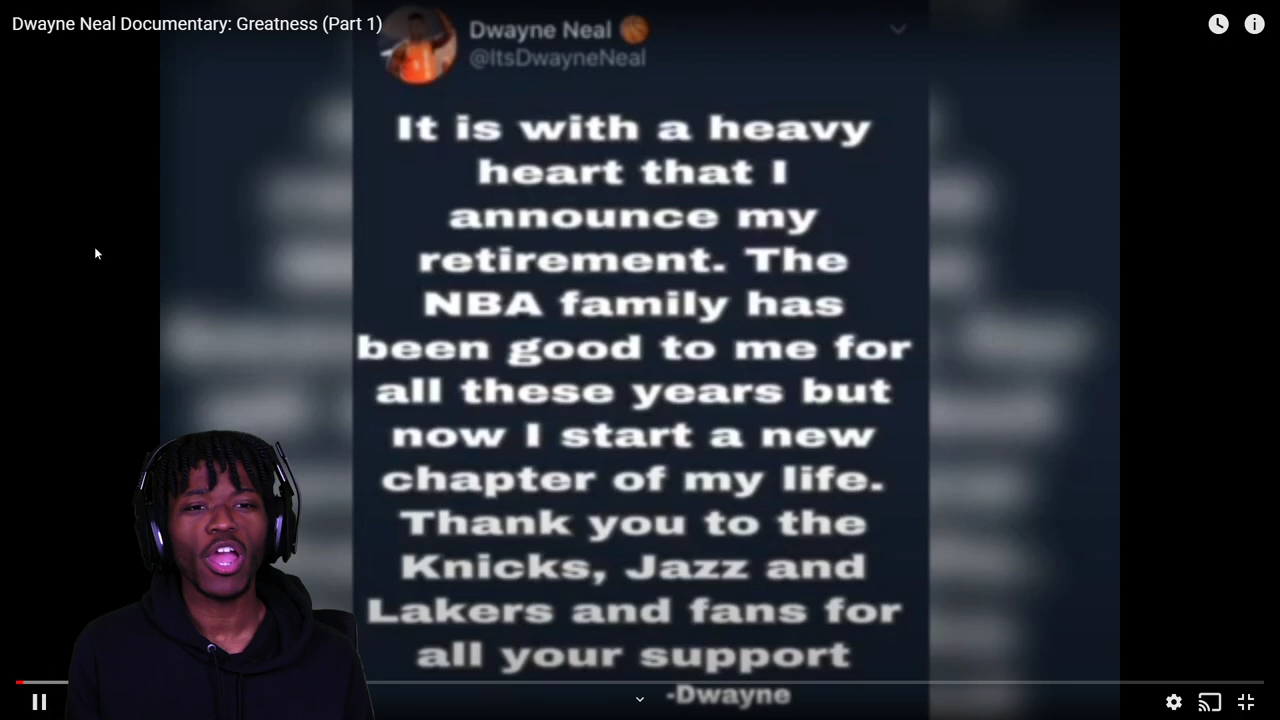 Dwayne Neal Documentary: Greatness (Part 1)
Dwayne Neal
@ItsDwayneNeal
It is with a heavy
heart that I
announce my
retirement. The
NBA family has
been good to me for
all these years but
now I start a new
chapter of my life.
Thank you to the
Knicks, Jazz and
Lakers and fans for
all your support
-Dwayne